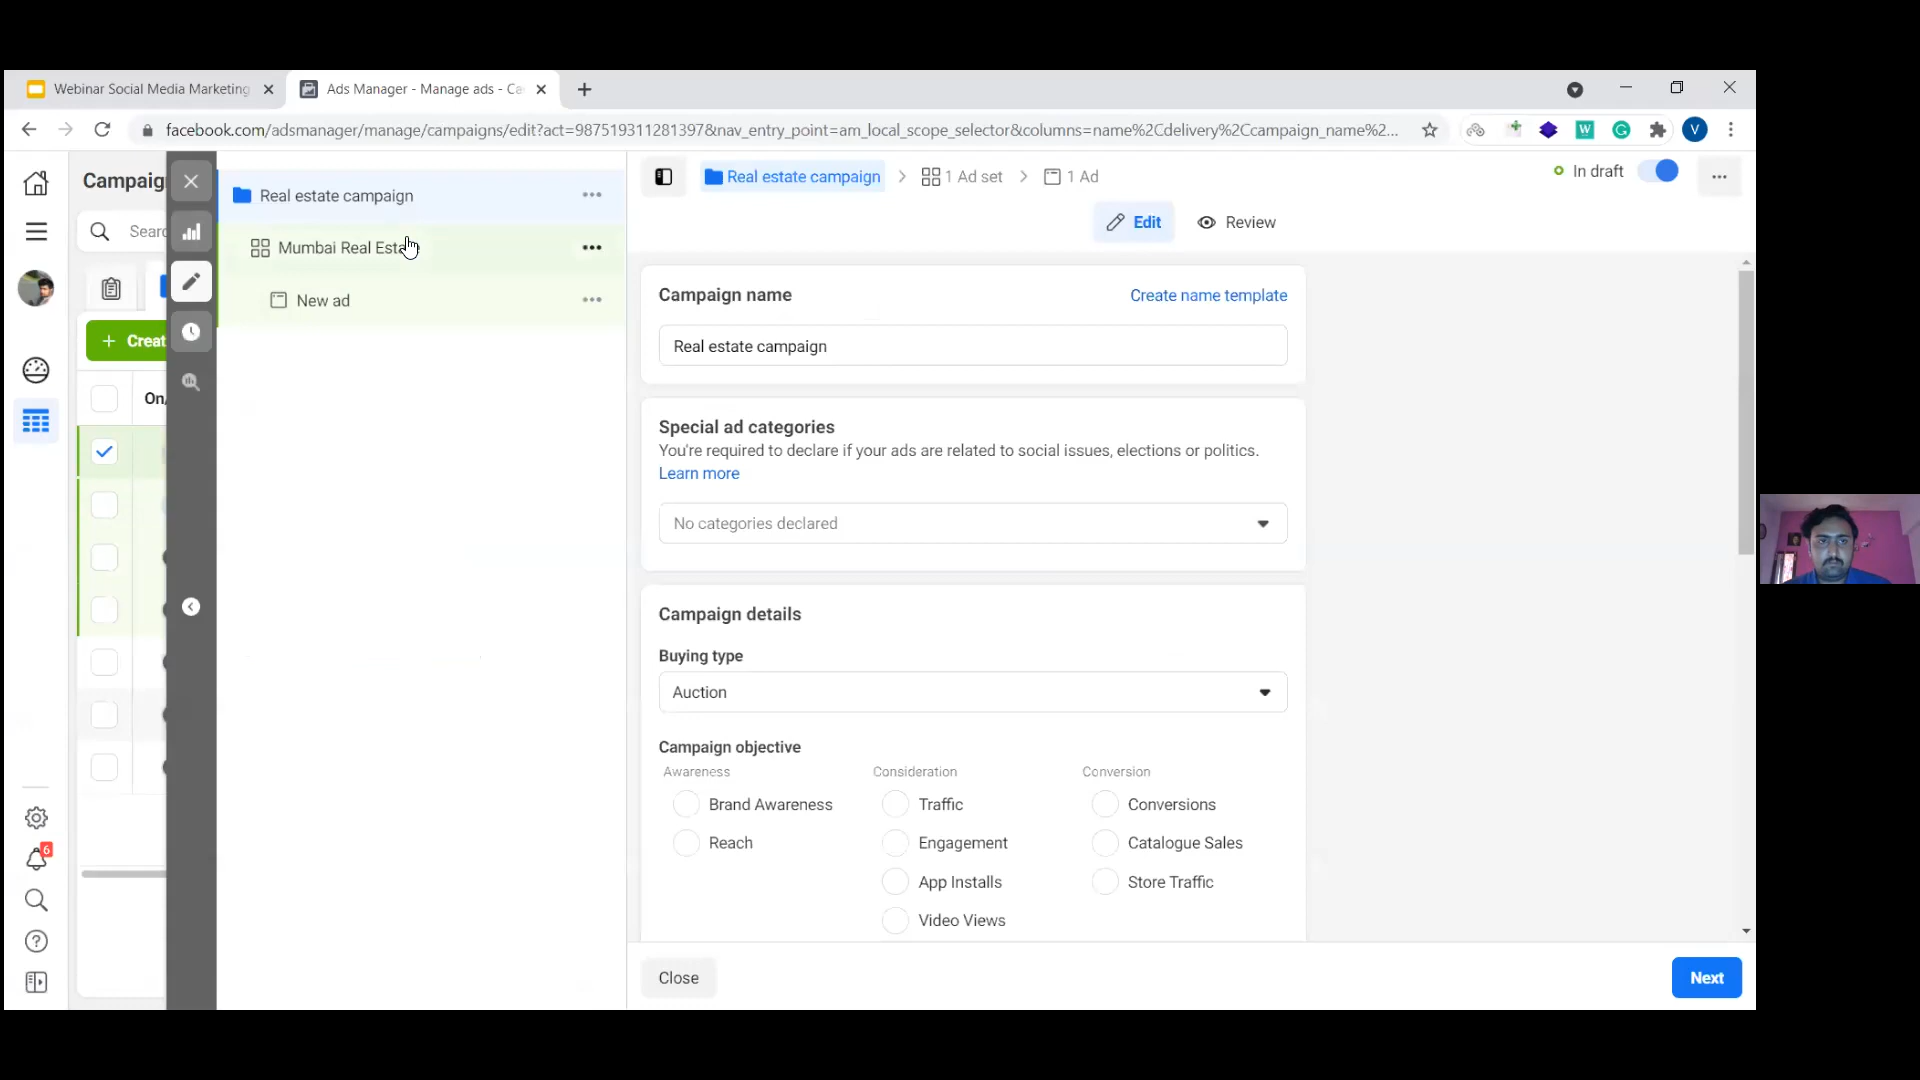 Webinar Social Media Marketing
Ads Manager - Manage ads - Ca
facebook.com/adsmanager/manage/campaigns/edit?act=987519311281397&nav_entry_point=am_local_scope_selector&columns=name%2Cdelivery%2Ccampaign_name%2...
V
Campaig
Real estate campaign
Real estate campaign
1 Ad set
1 Ad
In draft
Searc
Mumbai Real Estate
Edit
Review
New ad
Campaign name
Create name template
+ Creat
Real estate campaign
On/
Special ad categories
You're required to declare if your ads are related to social issues, elections or politics.
Learn more
No categories declared
Campaign details
Buying type
Auction
Campaign objective
Awareness
Consideration
Conversion
Brand Awareness
Traffic
Conversions
Reach
Engagement
Catalogue Sales
App Installs
Store Traffic
Video Views
6
Close
Next